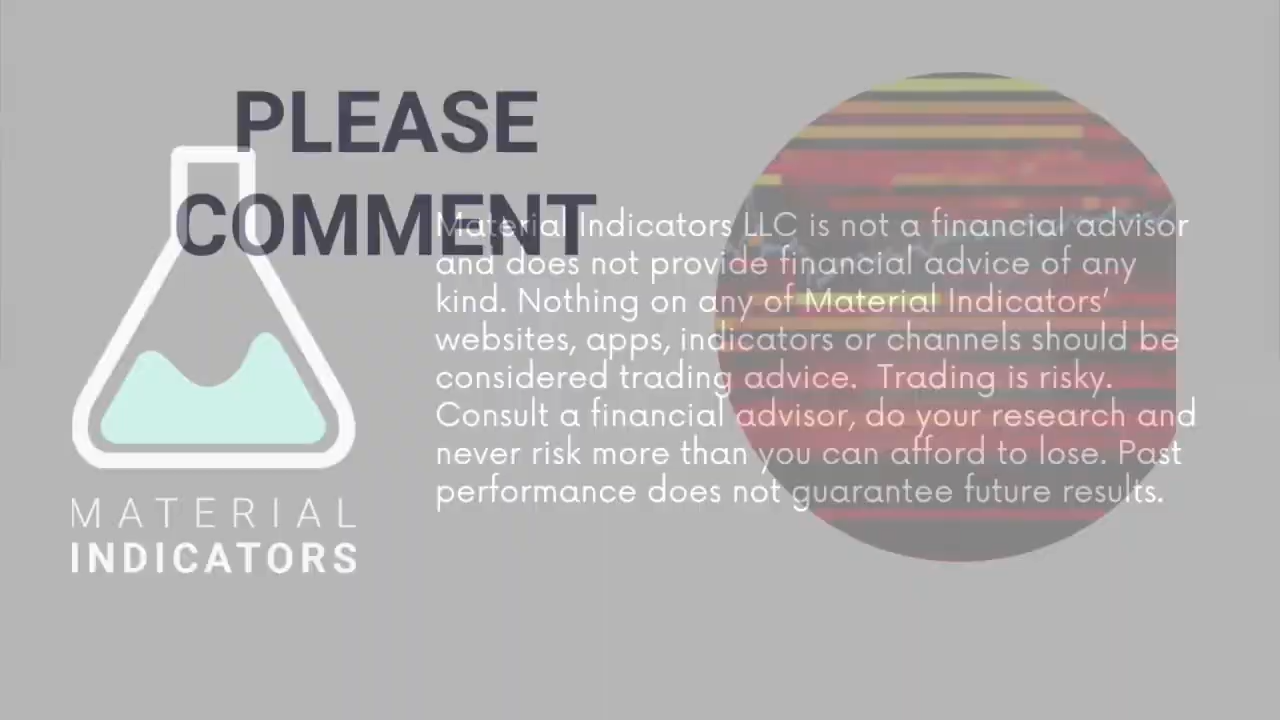 PLEASE
COMMENT
Material Indicators LLC is not a financial advisor
and does not provide financial advice of any
kind. Nothing on any of Material Indicators’
websites, apps, indicators or channels should be
considered trading advice.  Trading is risky.
Consult a financial advisor, do your research and
never risk more than you can afford to lose. Past
performance does not guarantee future results.
MATERIAL
INDICATORS